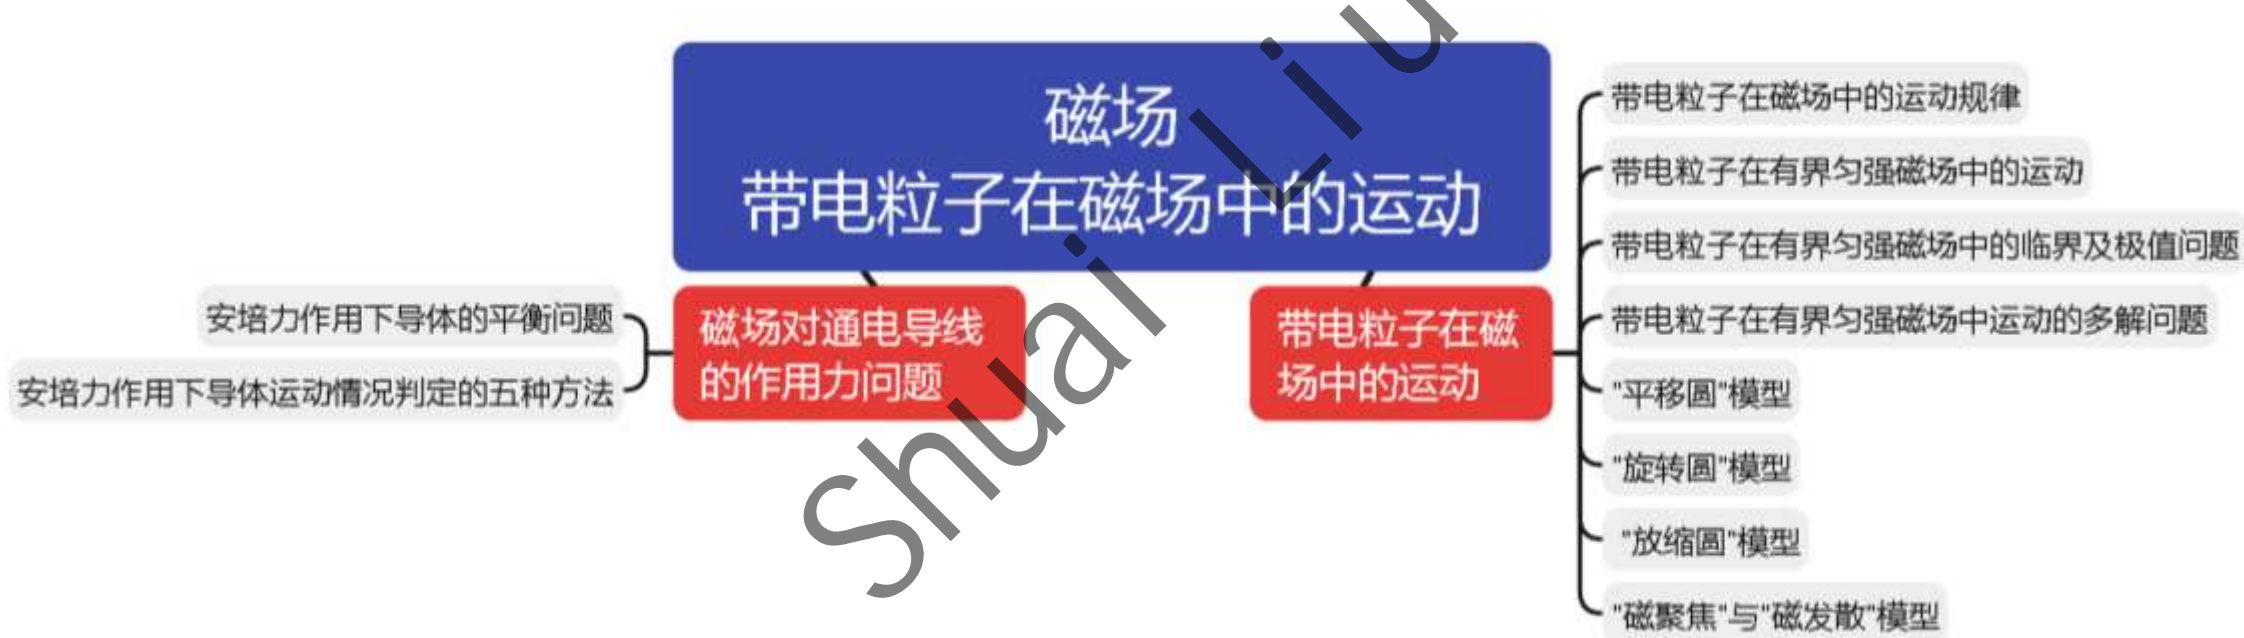 磁场
带电粒子在磁场中的运动
磁场对通电导线
的作用力问题
安培力作用下导体的平衡问题
安培力作用下导体运动情况判定的五种方法
带电粒子在磁
场中的运动
带电粒子在磁场中的运动规律
带电粒子在有界匀强磁场中的运动
带电粒子在有界匀强磁场中的临界及极值问题
带电粒子在有界匀强磁场中运动的多解问题
"平移圆"模型
"旋转圆"模型
"放缩圆"模型
"磁聚焦"与"磁发散"模型
Shuai Liu